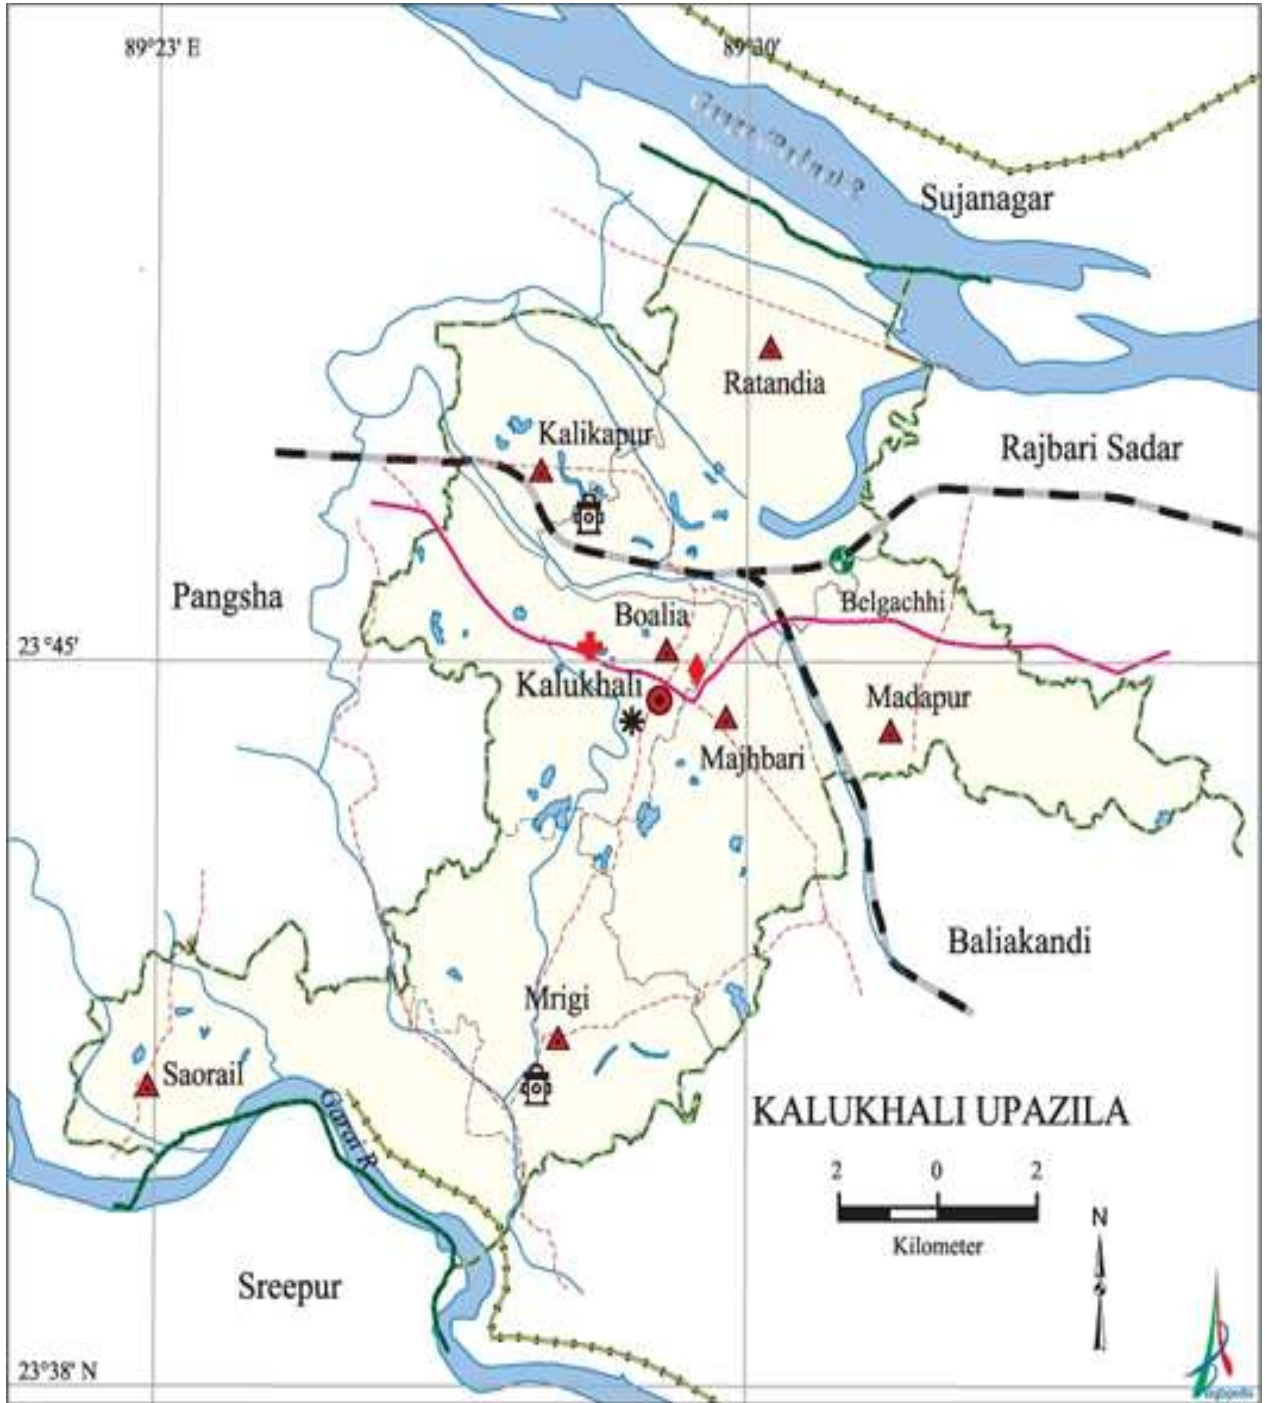 89°23' E
89°30'
Sujanagar
Ratandia
Kalikapur
Rajbari Sadar
Pangsha
Belgachhi
Boalia
23°45'
Kalukhali
Madapur
Majhbari
Baliakandi
Mrigi
Saorail
Garai R
KALUKHALI UPAZILA
2 0 2
Kilometer
N
Sreepur
23°38' N